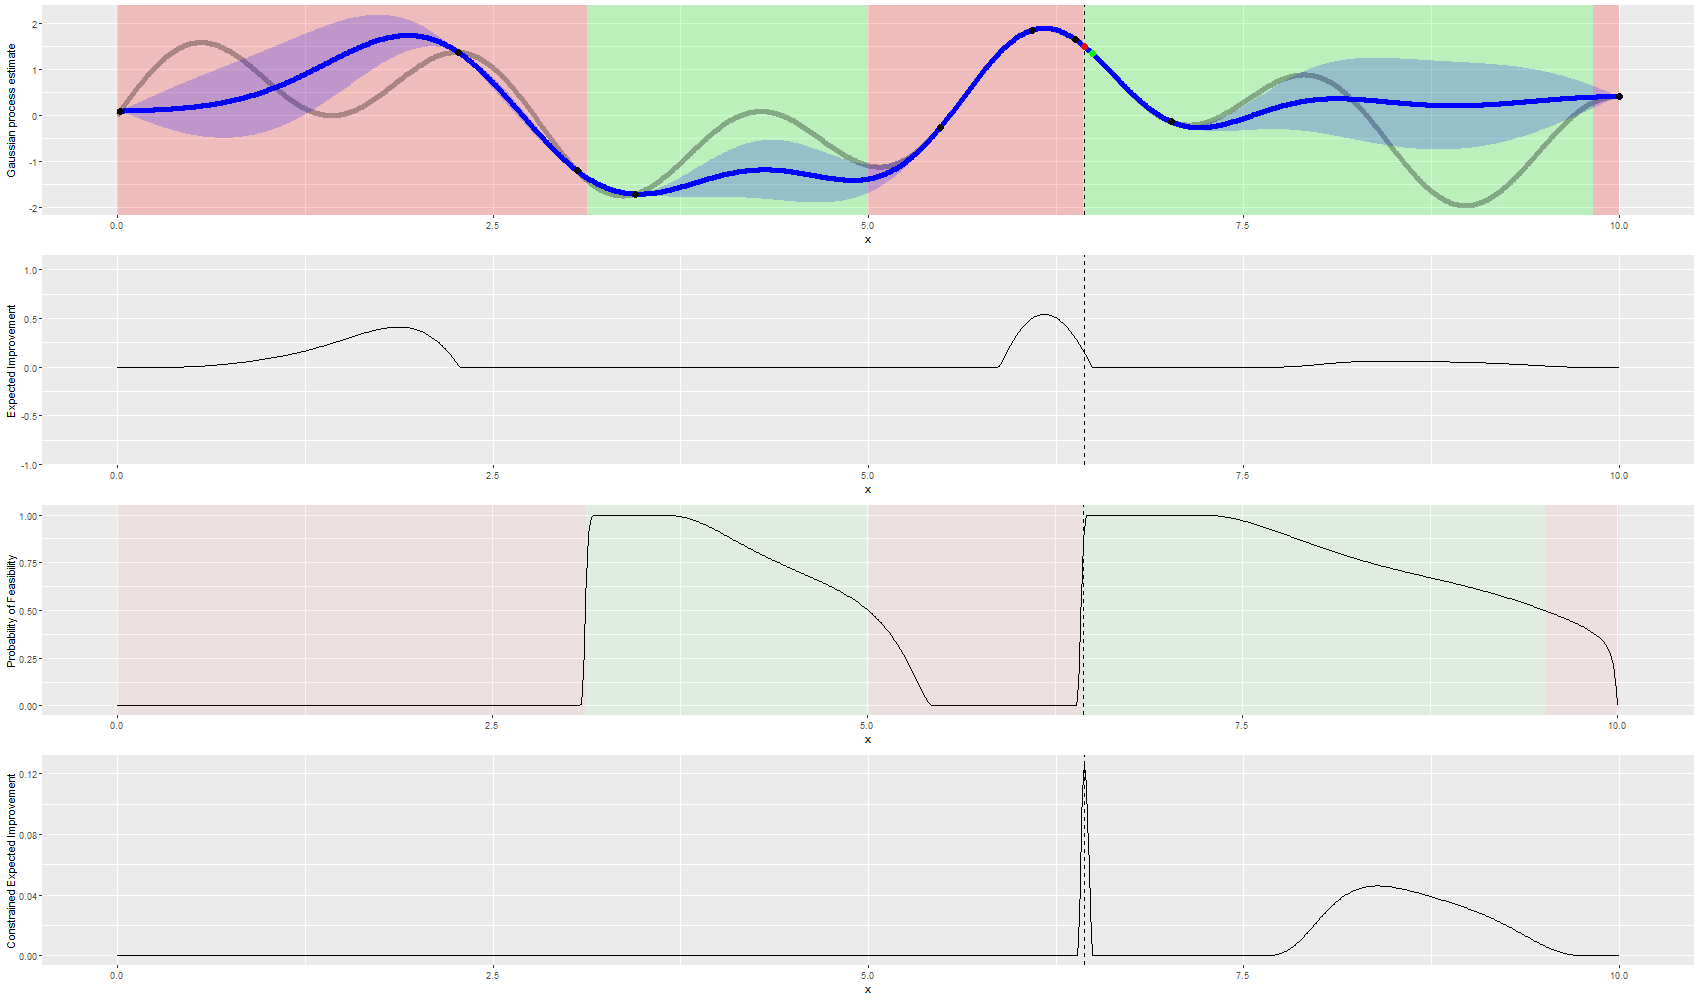 Gaussian process estimate
2
1
0
-1
-2
0.0 2.5 5.0 7.5 10.0
x
Expected Improvement
1.0
0.5
0.0
-0.5
-1.0
0.0 2.5 5.0 7.5 10.0
x
Probability of Feasibility
1.00
0.75
0.50
0.25
0.00
0.0 2.5 5.0 7.5 10.0
x
Constrained Expected Improvement
0.12
0.08
0.04
0.00
0.0 2.5 5.0 7.5 10.0
x